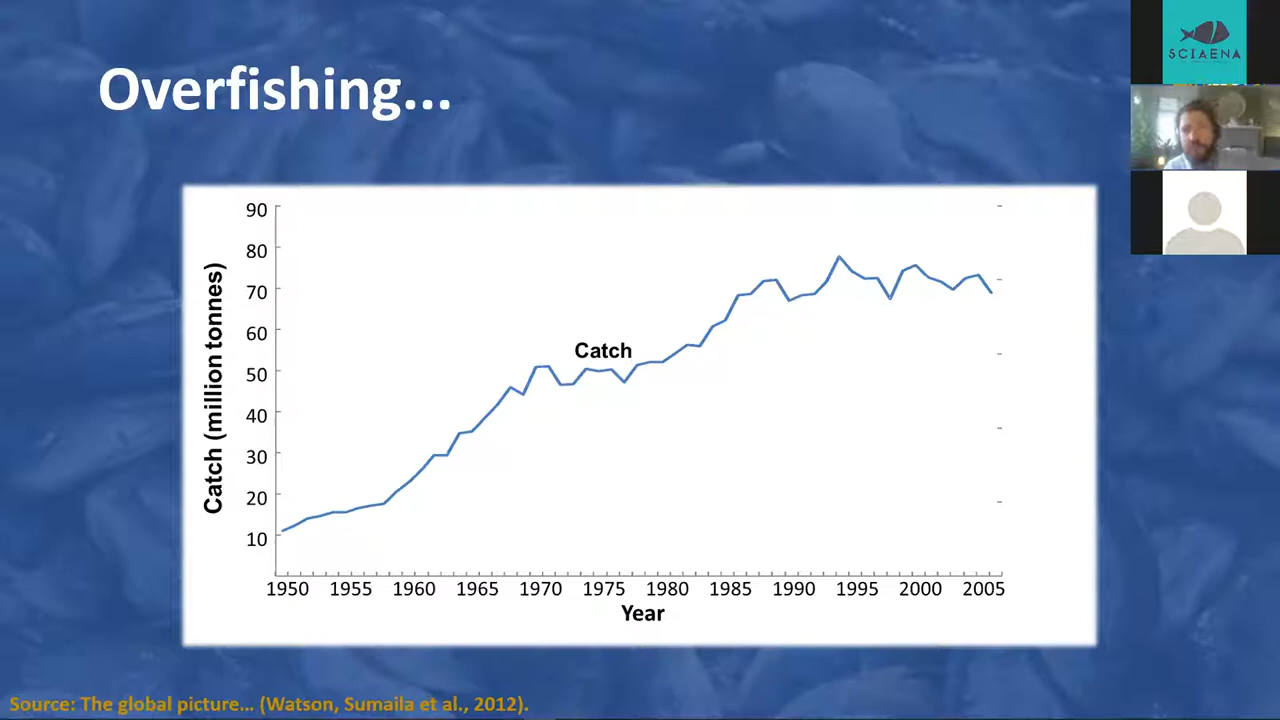 Overfishing...
SCIAENA
90
80
70
60
50
40
30
20
10
Catch (million tonnes)
Catch
1950 1955 1960 1965 1970 1975 1980 1985 1990 1995 2000 2005
Year
Source: The global picture… (Watson, Sumaila et al., 2012).